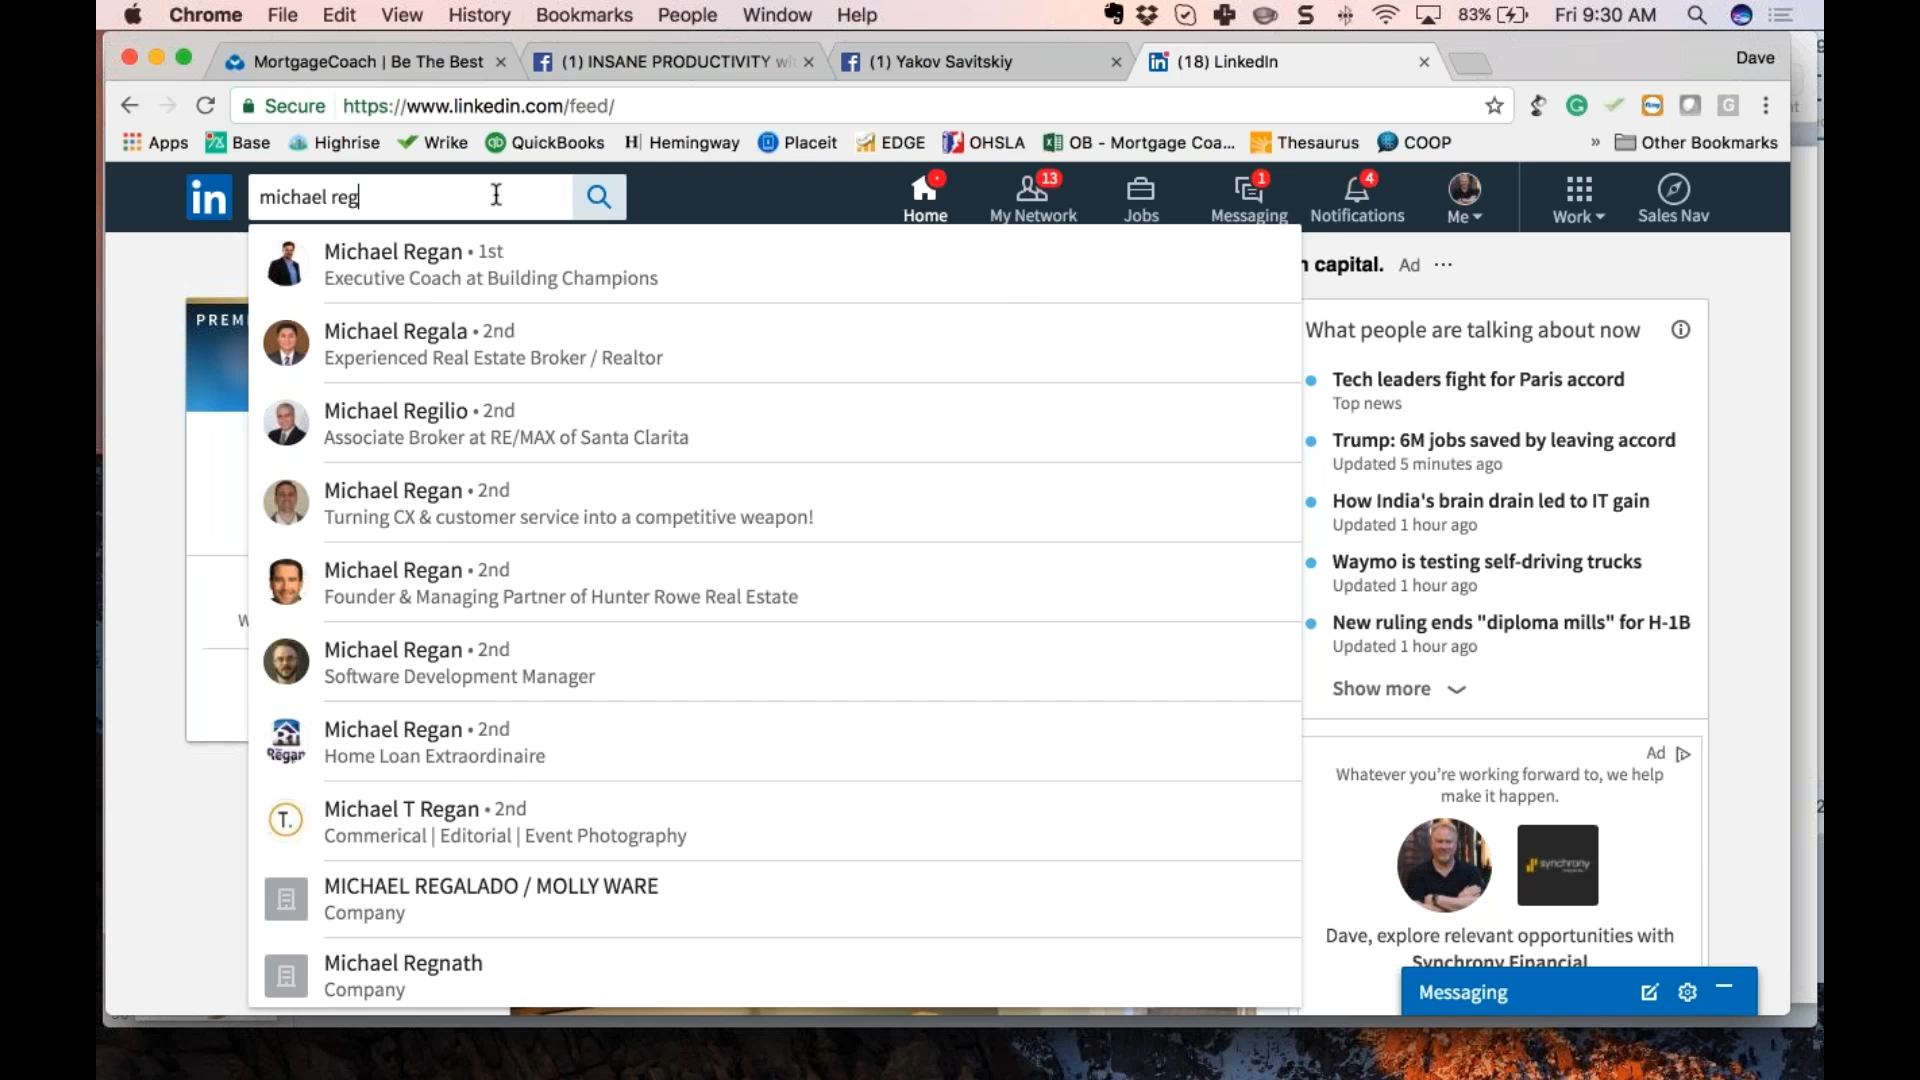 Chrome File Edit View History Bookmarks People Window Help 83% Fri 9:30 AM
MortgageCoach | Be The Best
(1) INSANE PRODUCTIVITY wi
(1) Yakov Savitskiy
(18) LinkedIn
Dave
Secure https://www.linkedin.com/feed/
Apps Base Highrise Wrike QuickBooks Hemingway Placeit EDGE OHSLA OB - Mortgage Coa... Thesaurus COOP » Other Bookmarks
in
michael reg
Home
My Network 13
Jobs
Messaging 1
Notifications 4
Me
Work
Sales Nav
PREMI
Michael Regan • 1st
Executive Coach at Building Champions
Michael Regala • 2nd
Experienced Real Estate Broker / Realtor
Michael Regilio • 2nd
Associate Broker at RE/MAX of Santa Clarita
Michael Regan • 2nd
Turning CX & customer service into a competitive weapon!
Michael Regan • 2nd
Founder & Managing Partner of Hunter Rowe Real Estate
Michael Regan • 2nd
Software Development Manager
Michael Regan • 2nd
Home Loan Extraordinaire
Michael T Regan • 2nd
Commerical | Editorial | Event Photography
MICHAEL REGALADO / MOLLY WARE
Company
Michael Regnath
Company
capital. Ad ...
What people are talking about now
Tech leaders fight for Paris accord
Top news
Trump: 6M jobs saved by leaving accord
Updated 5 minutes ago
How India's brain drain led to IT gain
Updated 1 hour ago
Waymo is testing self-driving trucks
Updated 1 hour ago
New ruling ends "diploma mills" for H-1B
Updated 1 hour ago
Show more
Ad
Whatever you're working forward to, we help
make it happen.
synchrony
Dave, explore relevant opportunities with
Synchrony Financial
Messaging